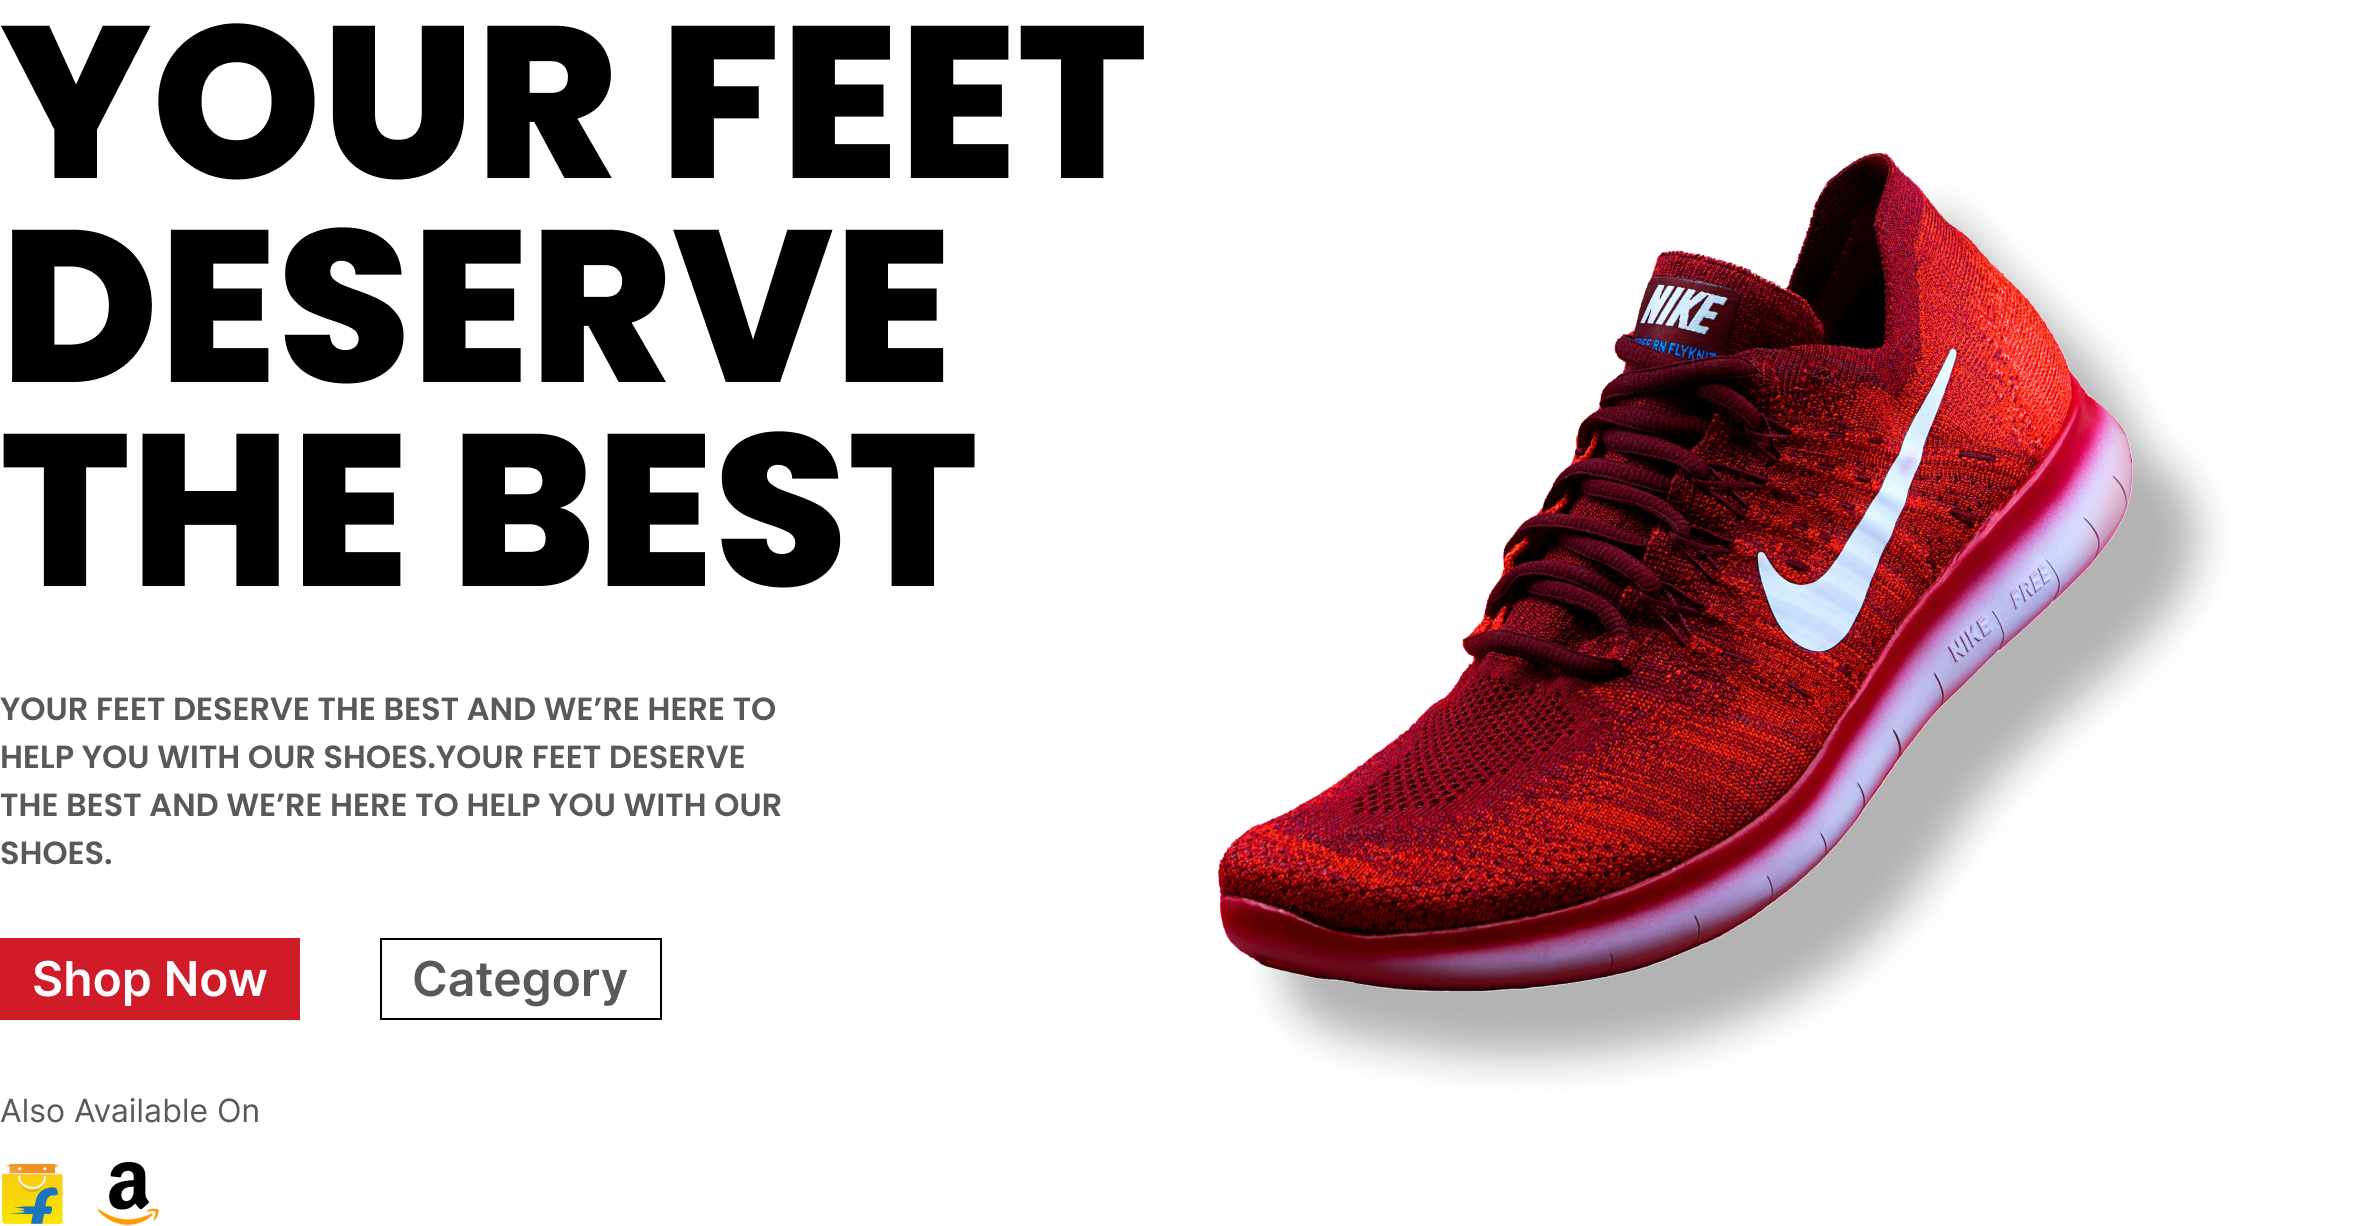 YOUR FEET
DESERVE
THE BEST
YOUR FEET DESERVE THE BEST AND WE’RE HERE TO
HELP YOU WITH OUR SHOES.YOUR FEET DESERVE
THE BEST AND WE’RE HERE TO HELP YOU WITH OUR
SHOES.
Shop Now
Category
Also Available On
f
a
NIKE
RN FLYKNIT
NIKE FREE